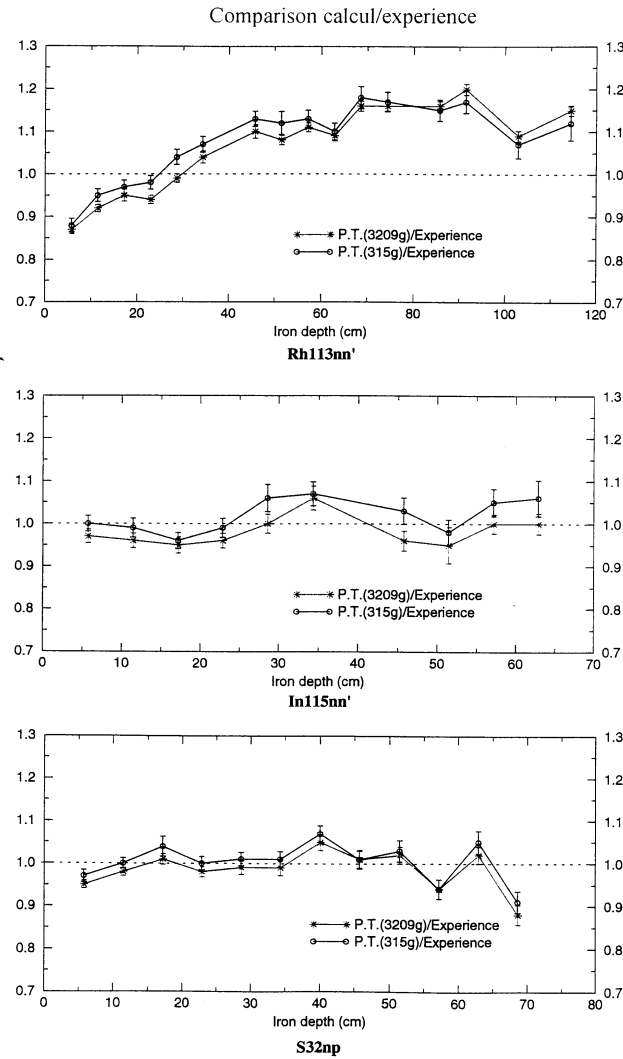 Comparison calcul/experience
1.3 1.3
1.2 1.2
1.1 1.1
1.0 1.0
0.9 0.9
0.8 0.8
0.7 0.7
P.T.(3209g)/Experience
P.T.(315g)/Experience
0 20 40 60 80 100 120
Iron depth (cm)
Rh113nn'
1.3 1.3
1.2 1.2
1.1 1.1
1.0 1.0
0.9 0.9
0.8 0.8
0.7 0.7
P.T.(3209g)/Experience
P.T.(315g)/Experience
0 10 20 30 40 50 60 70
Iron depth (cm)
In115nn'
1.3 1.3
1.2 1.2
1.1 1.1
1.0 1.0
0.9 0.9
0.8 0.8
0.7 0.7
P.T.(3209g)/Experience
P.T.(315g)/Experience
0 10 20 30 40 50 60 70 80
Iron depth (cm)
S32np